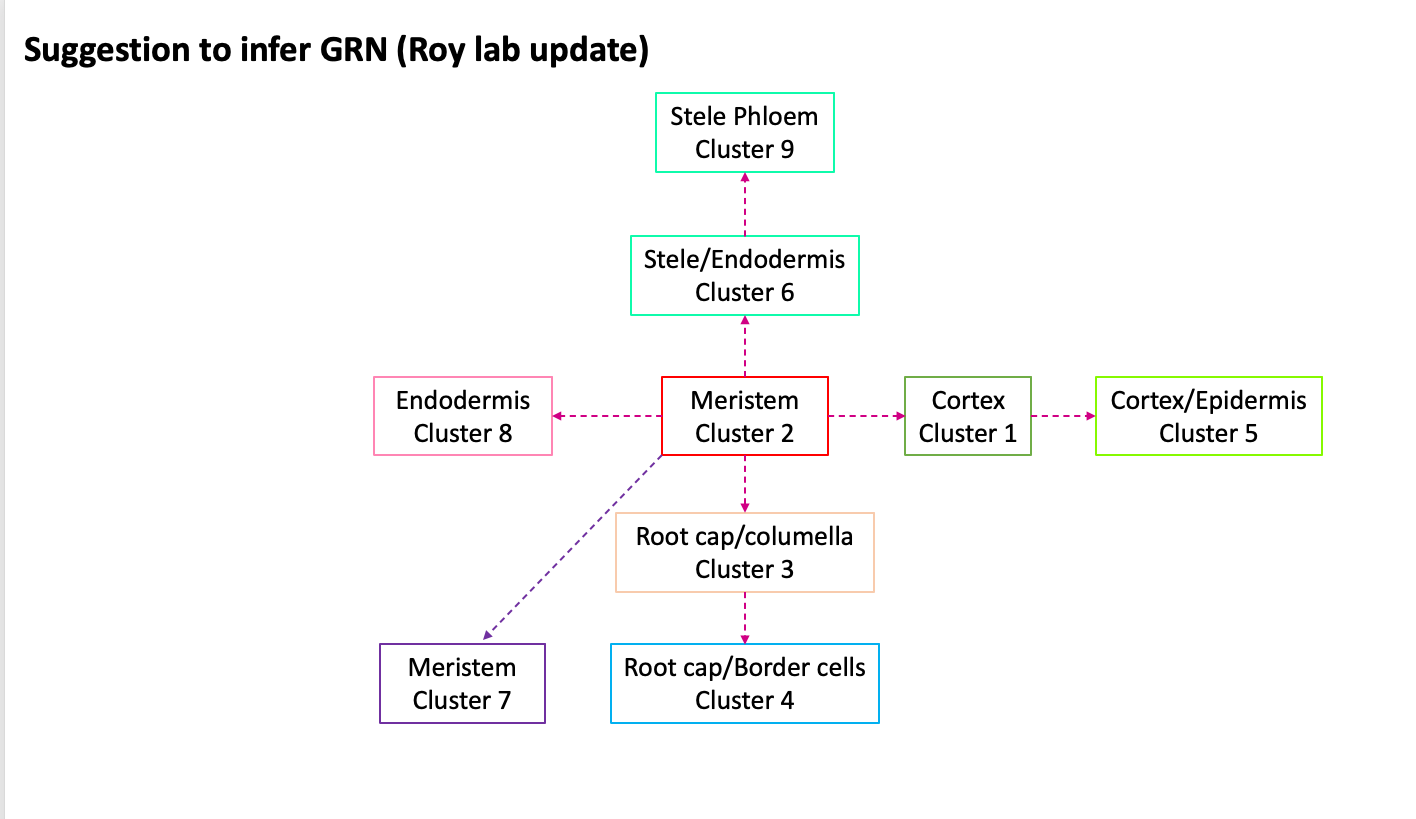 Suggestion to infer GRN (Roy lab update)
Stele Phloem
Cluster 9
Stele/Endodermis
Cluster 6
Endodermis
Cluster 8
Meristem
Cluster 2
Cortex
Cluster 1
Cortex/Epidermis
Cluster 5
Root cap/columella
Cluster 3
Meristem
Cluster 7
Root cap/Border cells
Cluster 4